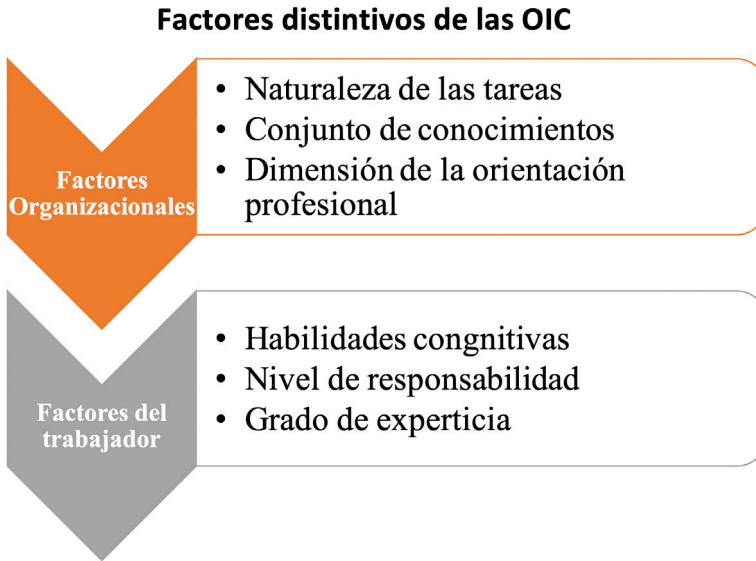 Factores distintivos de las OIC
Factores
Organizacionales
• Naturaleza de las tareas
• Conjunto de conocimientos
• Dimensión de la orientación
profesional
Factores del
trabajador
• Habilidades congnitivas
• Nivel de responsabilidad
• Grado de experticia